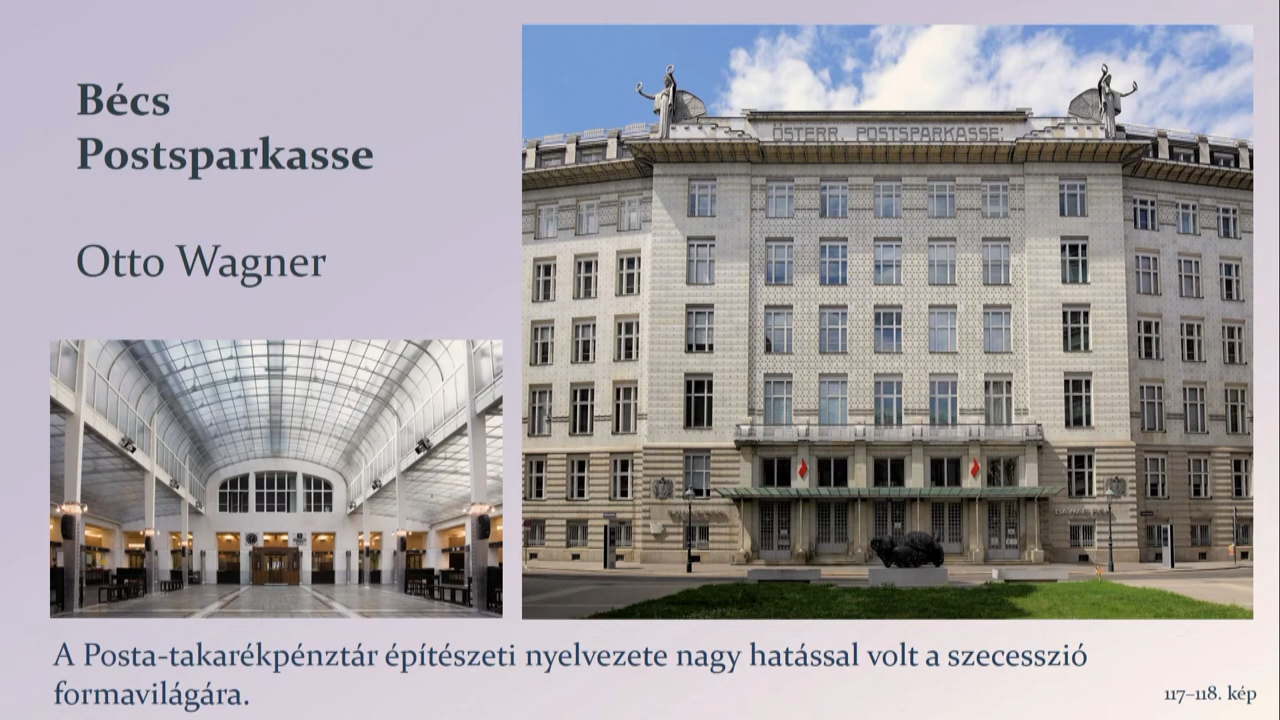 Bécs
Postsparkasse
Otto Wagner
ÖSTERR. POSTSPARKASSE
A Posta-takarékpénztár építészeti nyelvezete nagy hatással volt a szecesszió
formavilágára.
117–118. kép